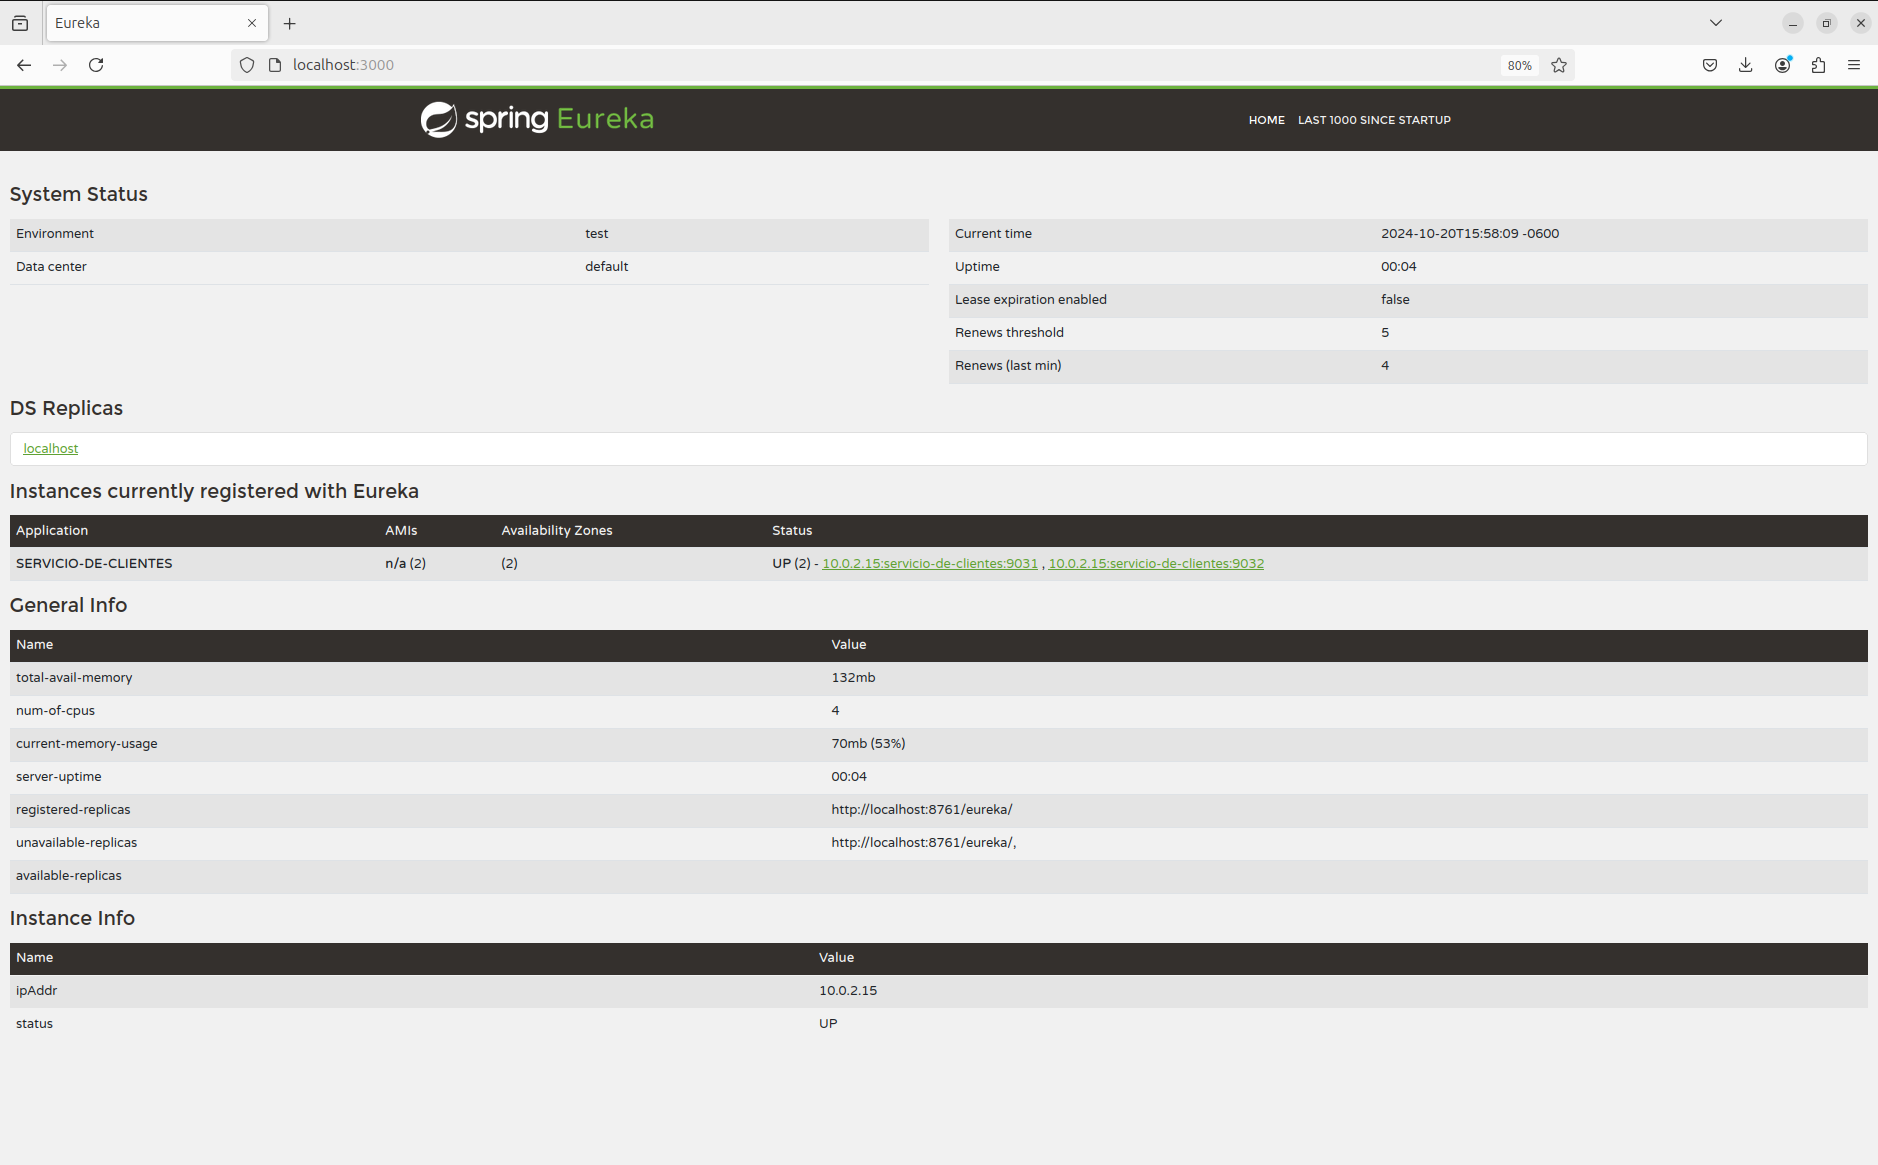 Eureka
localhost:3000
80%
spring Eureka
HOME LAST 1000 SINCE STARTUP
System Status
Environment test
Data center default
Current time 2024-10-20T15:58:09 -0600
Uptime 00:04
Lease expiration enabled false
Renews threshold 5
Renews (last min) 4
DS Replicas
localhost
Instances currently registered with Eureka
Application AMIs Availability Zones Status
SERVICIO-DE-CLIENTES n/a (2) (2) UP (2) - 10.0.2.15:servicio-de-clientes:9031 , 10.0.2.15:servicio-de-clientes:9032
General Info
Name Value
total-avail-memory 132mb
num-of-cpus 4
current-memory-usage 70mb (53%)
server-uptime 00:04
registered-replicas http://localhost:8761/eureka/
unavailable-replicas http://localhost:8761/eureka/,
available-replicas
Instance Info
Name Value
ipAddr 10.0.2.15
status UP